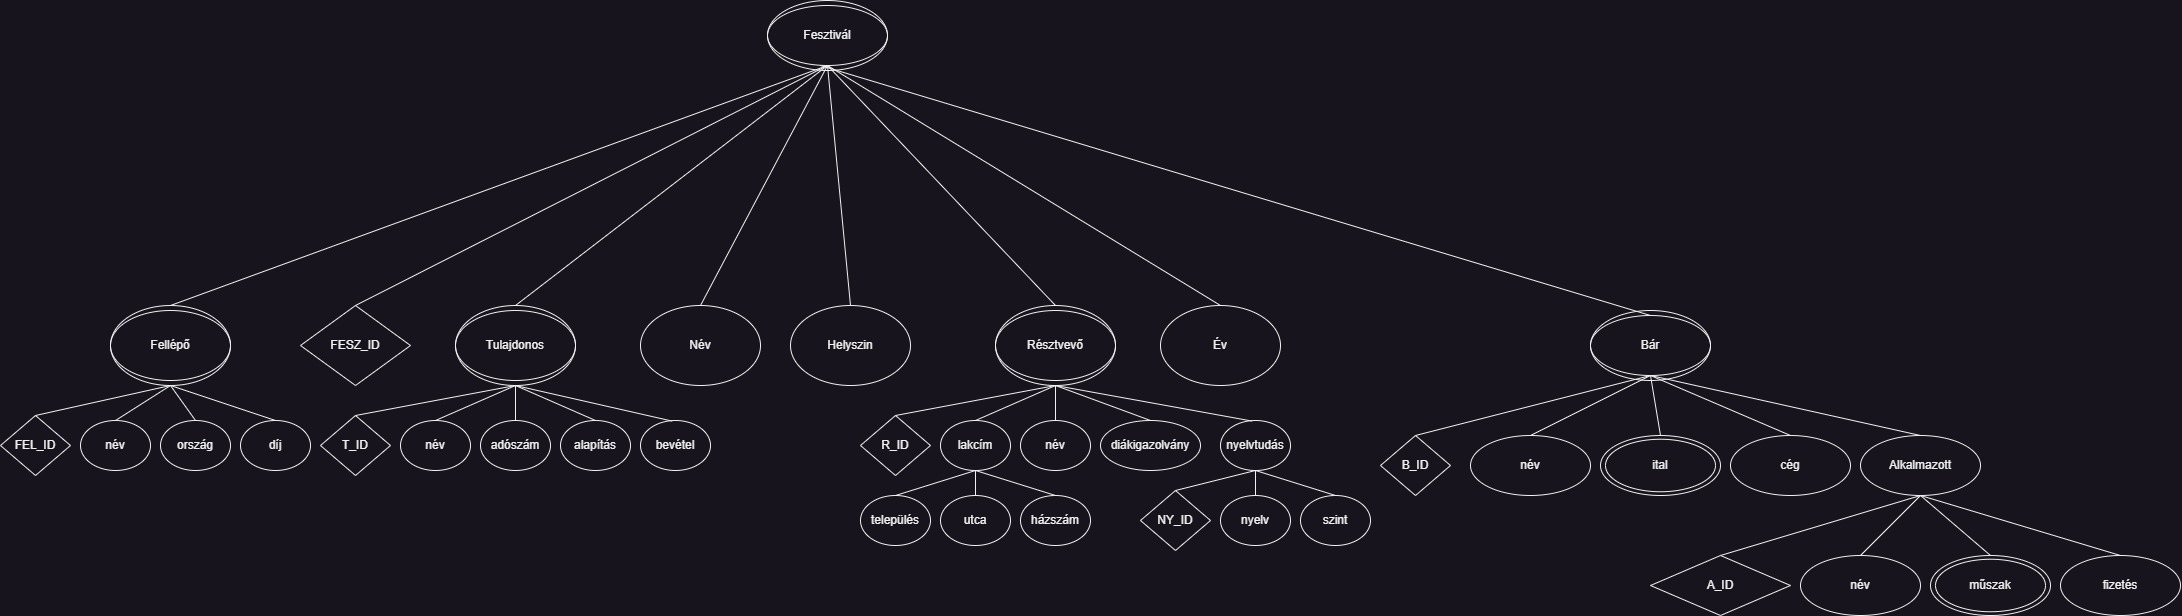 Fesztivál
Fellépő
FESZ_ID
Tulajdonos
Név
Helyszin
Résztvevő
Év
Bár
FEL_ID
név
ország
díj
T_ID
név
adószám
alapítás
bevétel
R_ID
lakcím
név
diákigazolvány
nyelvtudás
B_ID
név
ital
cég
Alkalmazott
település
utca
házszám
NY_ID
nyelv
szint
A_ID
név
műszak
fizetés